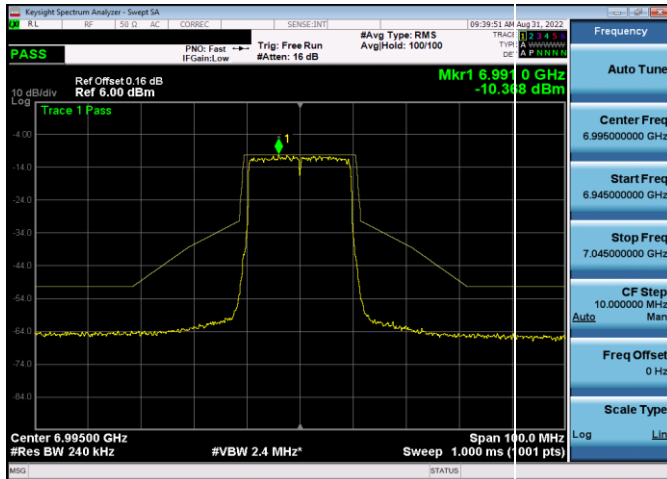 Keysight Spectrum Analyzer - Swept SA
RL RF 50 Ω AC CORREC SENSE:INT 09:39:51 AM Aug 31, 2022
PASS
PNO: Fast
IFGain:Low
Trig: Free Run
#Atten: 16 dB
#Avg Type: RMS
Avg|Hold: 100/100
TRACE 1 2 3 4 5 6
TYPE A WWWWW
DET A P N N N N
Ref Offset 0.16 dB
10 dB/div Ref 6.00 dBm
Log
Mkr1 6.991 0 GHz
-10.368 dBm
Trace 1 Pass
1
-4.00
-14.0
-24.0
-34.0
-44.0
-54.0
-64.0
-74.0
-84.0
Center 6.99500 GHz
#Res BW 240 kHz
#VBW 2.4 MHz*
Span 100.0 MHz
Sweep 1.000 ms (1001 pts)
MSG
STATUS
Frequency
Auto Tune
Center Freq
6.995000000 GHz
Start Freq
6.945000000 GHz
Stop Freq
7.045000000 GHz
CF Step
10.000000 MHz
Auto Man
Freq Offset
0 Hz
Scale Type
Log Lin